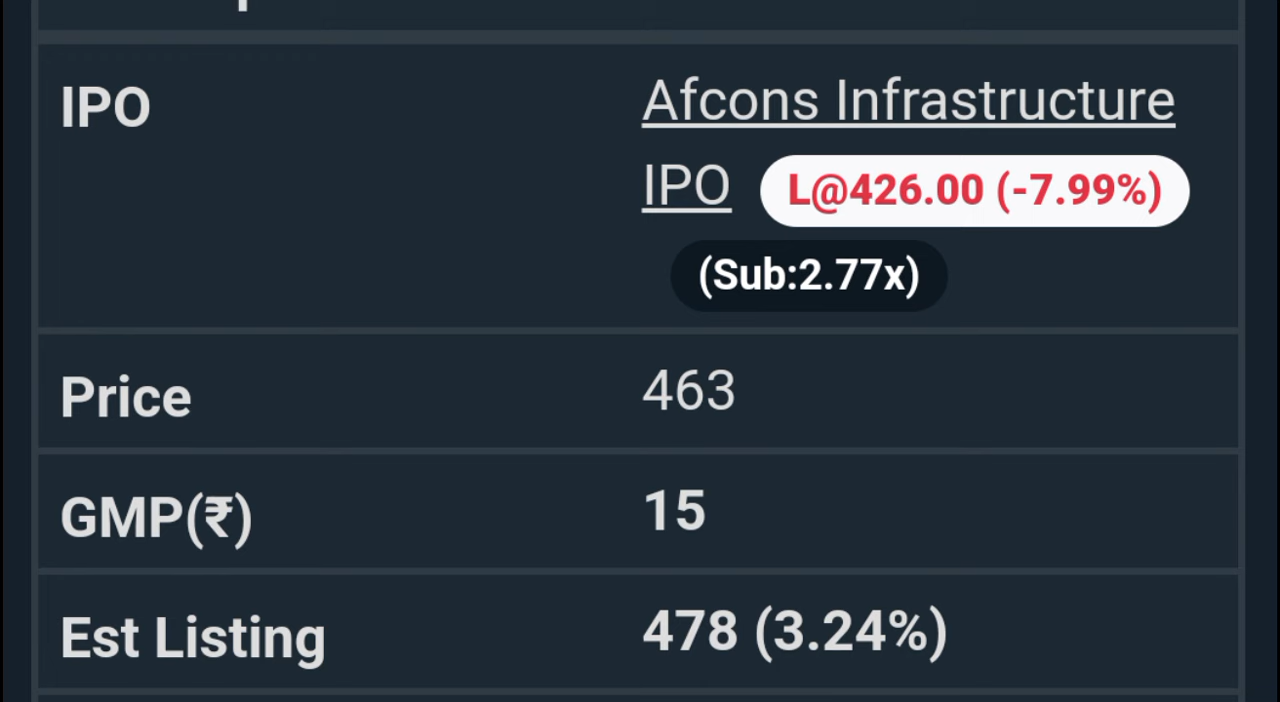 IPO
Afcons Infrastructure
IPO L@426.00 (-7.99%)
(Sub:2.77x)
Price 463
GMP(₹) 15
Est Listing 478 (3.24%)